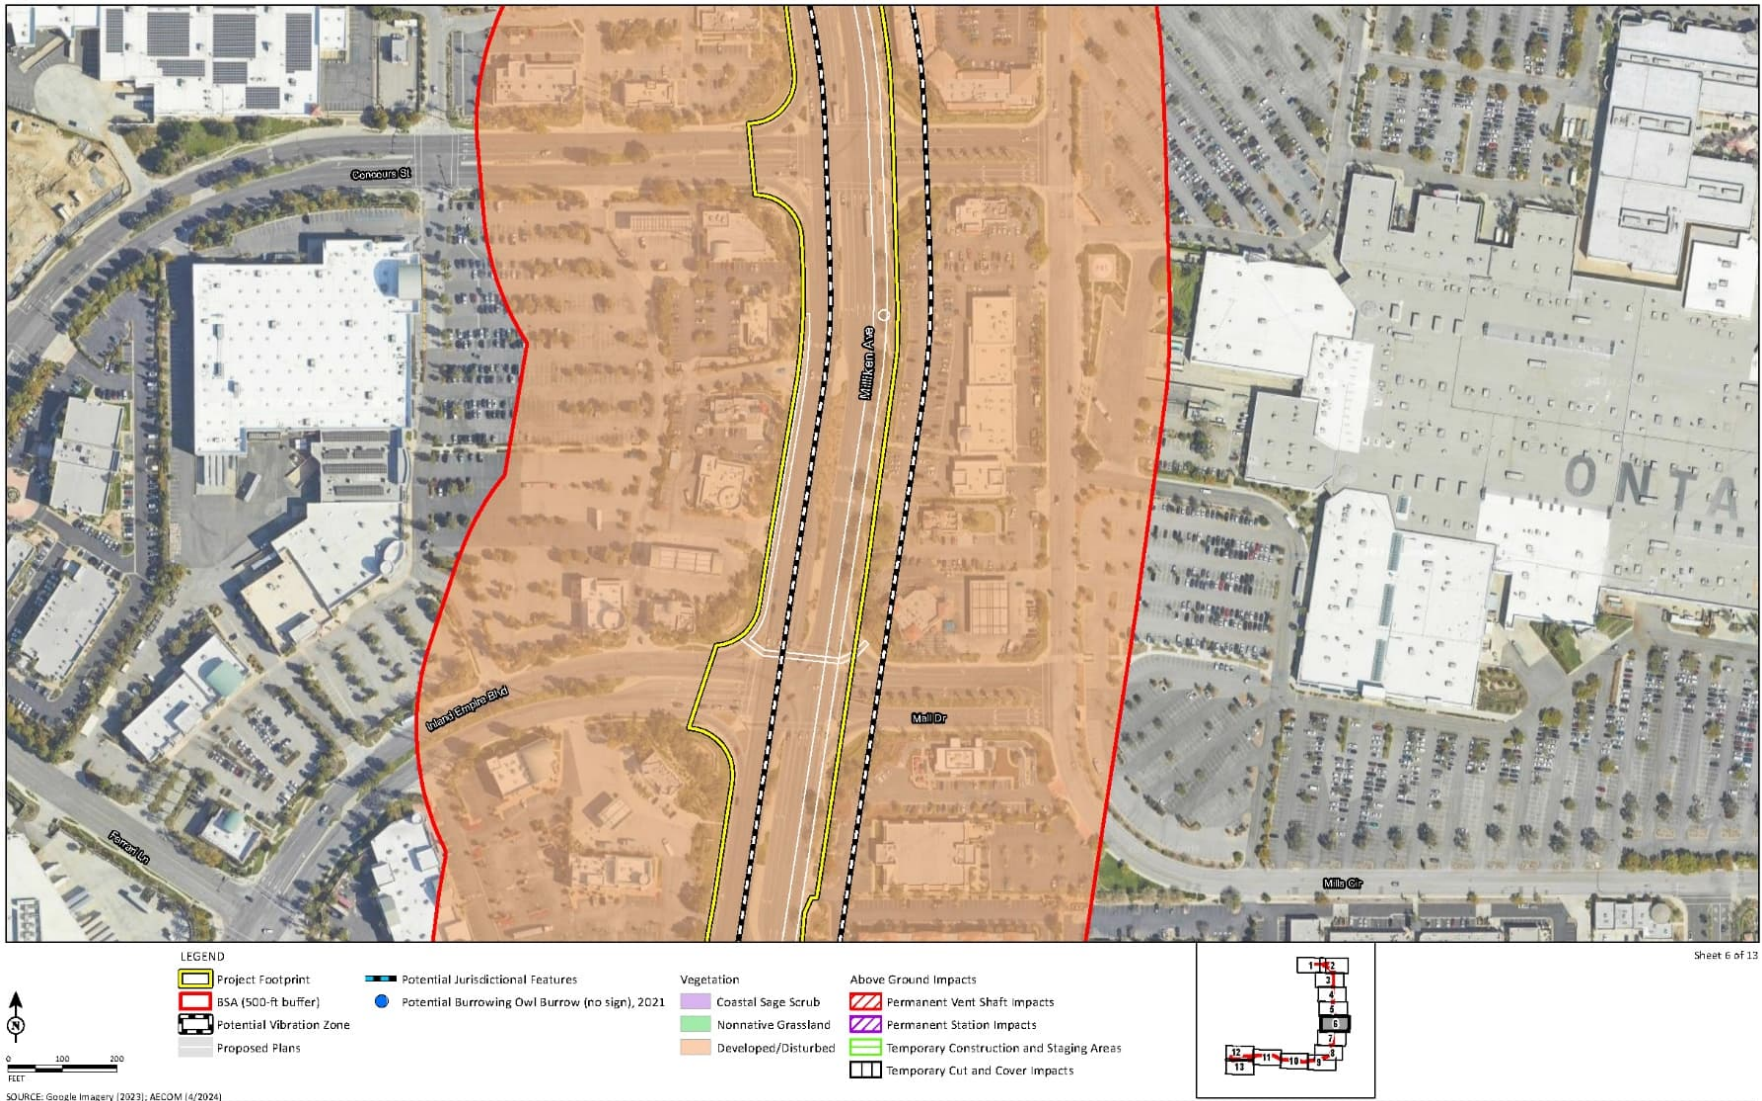 Concours St
Milliken Ave
ONTA
Inland Empire Blvd
Mall Dr
Ferrari Ln
Mills Cir
LEGEND
Project Footprint
BSA (500-ft buffer)
Potential Vibration Zone
Proposed Plans
Potential Jurisdictional Features
Potential Burrowing Owl Burrow (no sign), 2021
Vegetation
Coastal Sage Scrub
Nonnative Grassland
Developed/Disturbed
Above Ground Impacts
Permanent Vent Shaft Impacts
Permanent Station Impacts
Temporary Construction and Staging Areas
Temporary Cut and Cover Impacts
Sheet 6 of 13
1 2
3
4
5
6
7
8
12 11 10 9
13
N
0 100 200
FEET
SOURCE: Google Imagery (2023); AECOM (4/2024)